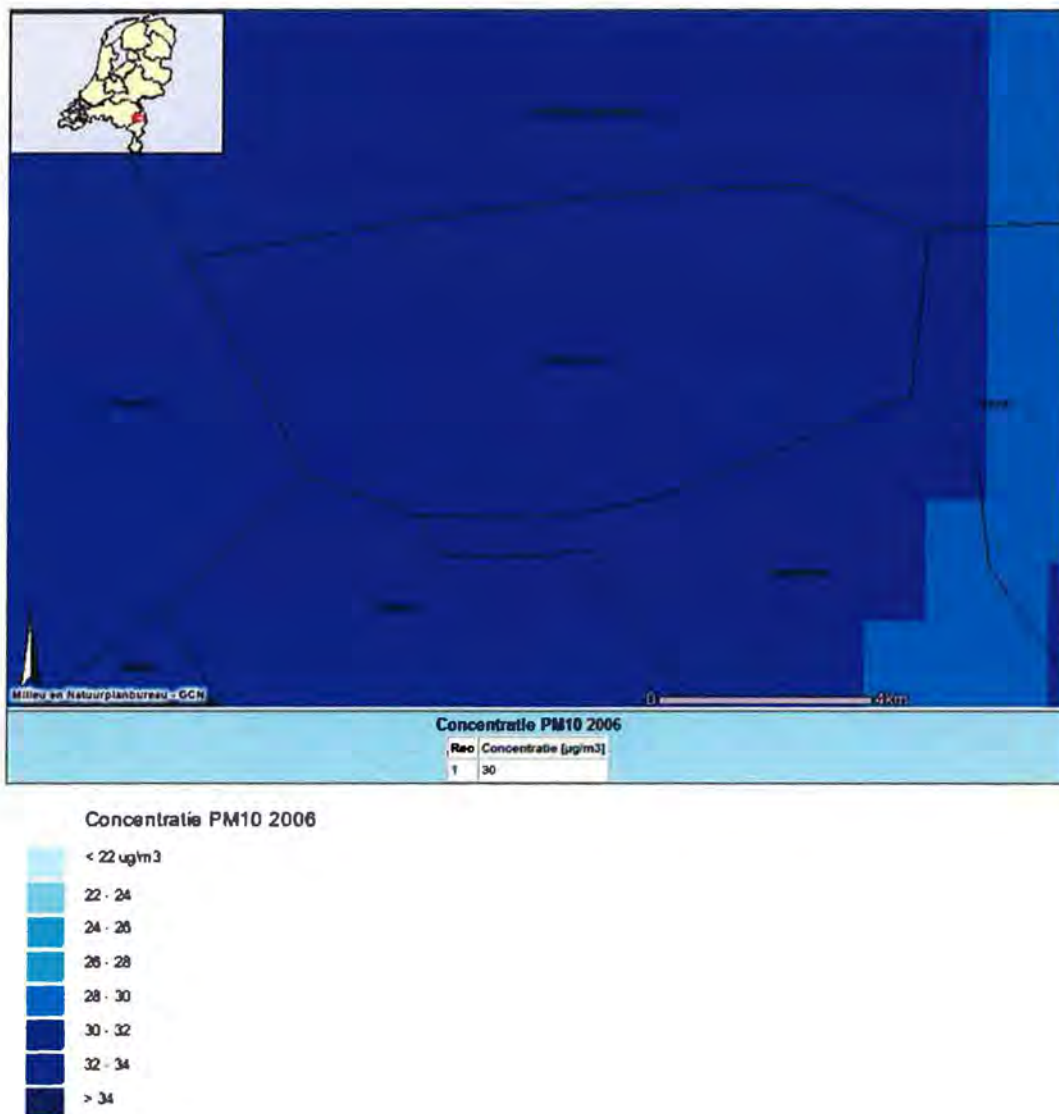 Milieu en Natuurplanbureau - GCN
0 4km
Concentratie PM10 2006
Rec Concentratie [µg/m3]
1 30
Concentratie PM10 2006
< 22 ug/m3
22 - 24
24 - 26
26 - 28
28 - 30
30 - 32
32 - 34
> 34